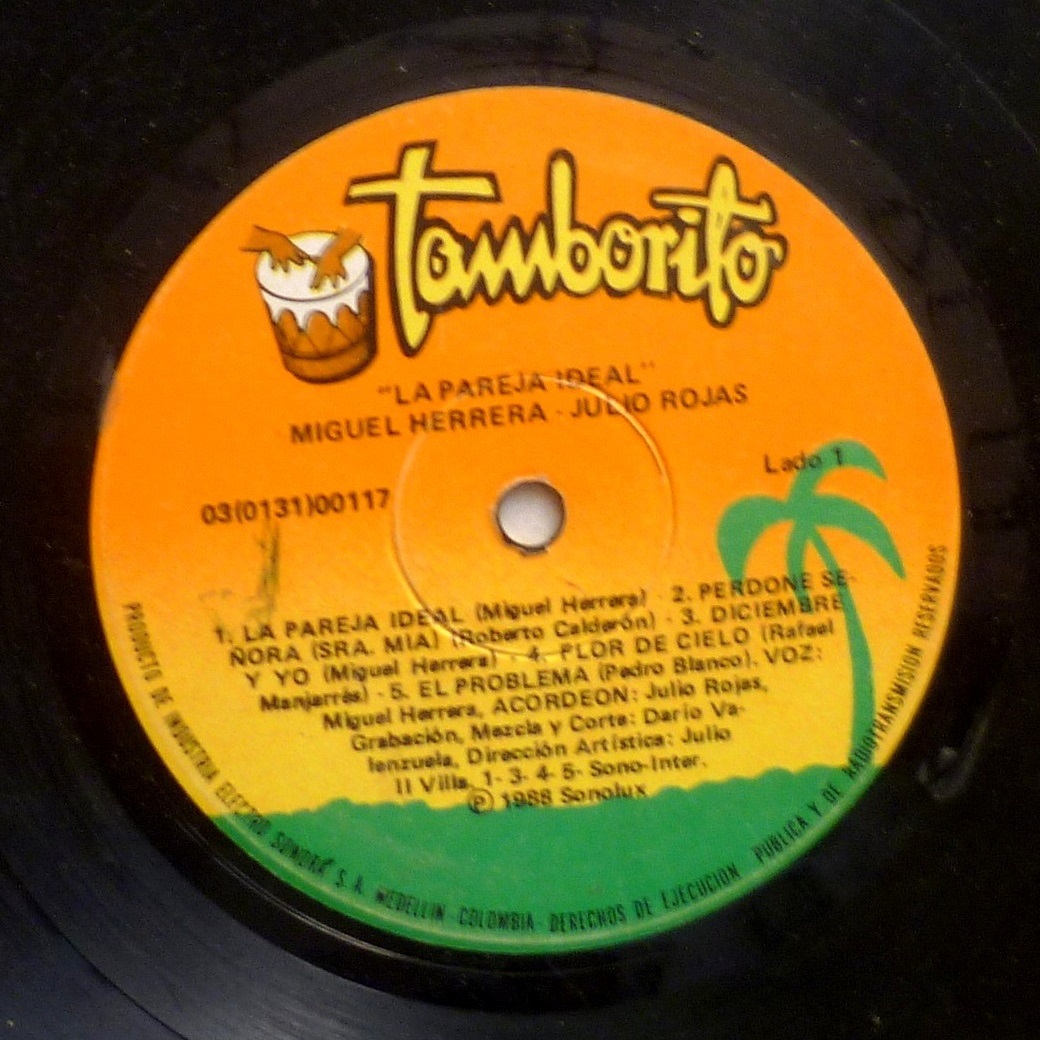 Tamborito
"LA PAREJA IDEAL"
MIGUEL HERRERA - JULIO ROJAS
Lado 1
03(0131)00117
1. LA PAREJA IDEAL (Miguel Herrera) - 2. PERDONE SE-
ÑORA (SRA. MIA) (Roberto Calderón) - 3. DICIEMBRE
Y YO (Miguel Herrera) - 4. FLOR DE CIELO (Rafael
Manjarrés) - 5. EL PROBLEMA (Pedro Blanco). VOZ:
Miguel Herrera, ACORDEON: Julio Rojas,
Grabación, Mezcla y Corte: Darío Va-
lenzuela, Dirección Artística: Julio
II Villa. 1- 3- 4- 5- Sono-Inter.
Ⓟ 1988 Sonolux
PRODUCTO DE INDUSTRIA ELECTRO SONORA S.A. MEDELLIN - COLOMBIA - DERECHOS DE EJECUCION PUBLICA Y DE RADIOTRANSMISION RESERVADOS